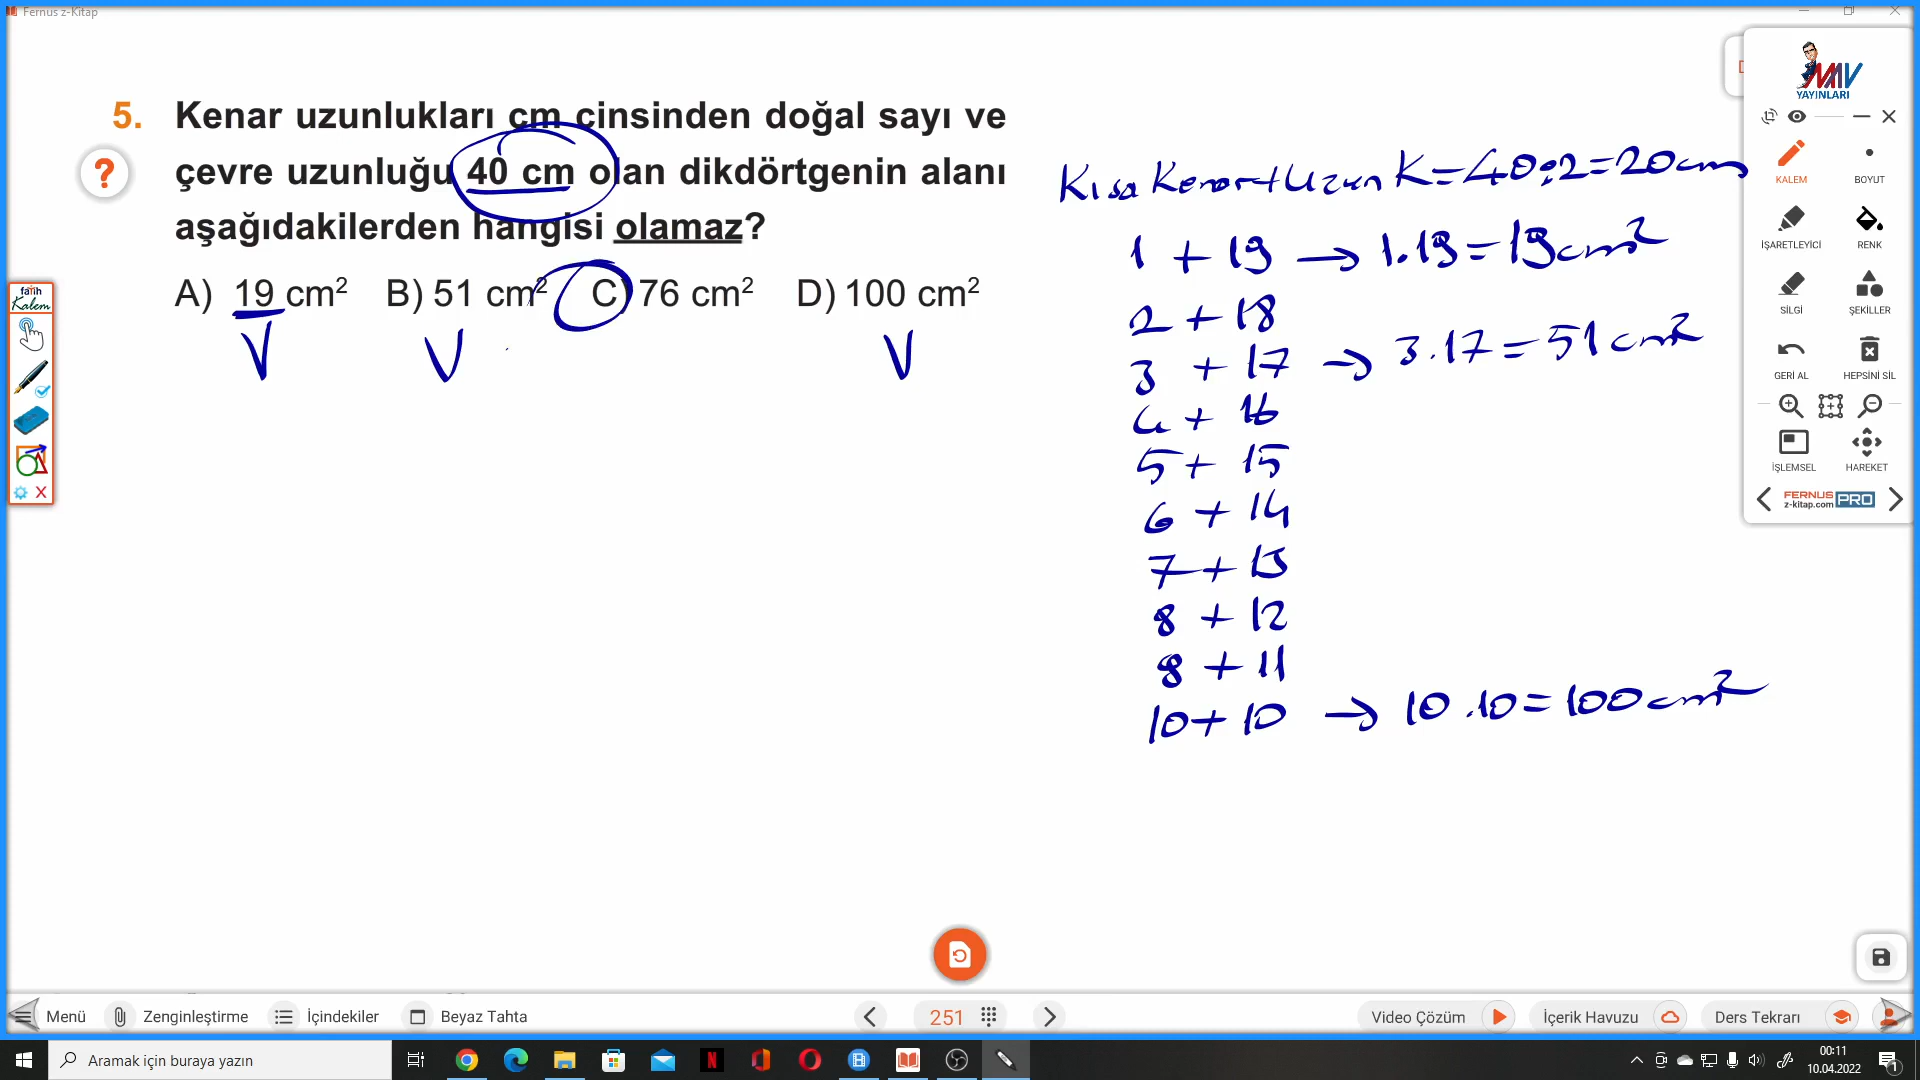 Fernus z-Kitap
5. Kenar uzunlukları cm cinsinden doğal sayı ve
çevre uzunluğu 40 cm olan dikdörtgenin alanı
aşağıdakilerden hangisi olamaz?
A) 19 cm² B) 51 cm² C) 76 cm² D) 100 cm²
V V V
Kısa Kenar+Uzun K=40:2=20cm
1 + 19 → 1.19=19cm²
2 + 18
3 + 17 → 3.17=51cm²
4 + 16
5 + 15
6 + 14
7 + 13
8 + 12
8 + 11
10+10 → 10.10=100cm²
fatih
Kalem
MAV
YAYINLARI
KALEM BOYUT
İŞARETLEYİCİ RENK
SİLGİ ŞEKİLLER
GERİ AL HEPSİNİ SİL
İŞLEMSEL HAREKET
FERNUS PRO
z-kitap.com
Menü Zenginleştirme İçindekiler Beyaz Tahta 251 Video Çözüm İçerik Havuzu Ders Tekrarı
Aramak için buraya yazın
00:11
10.04.2022
1